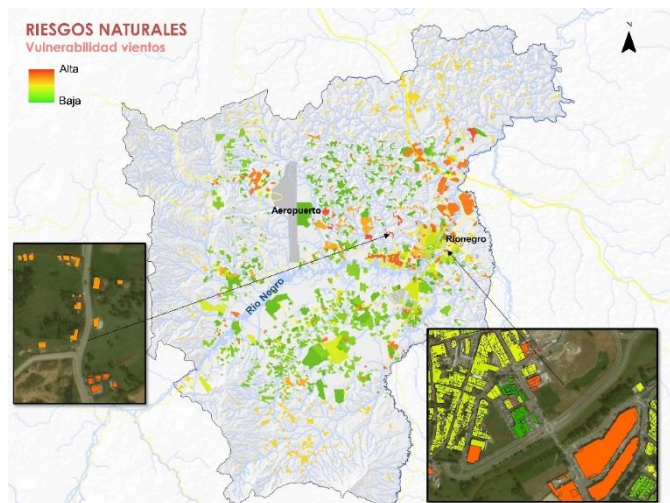 RIESGOS NATURALES
Vulnerabilidad vientos
Alta
Baja
N
Aeropuerto
Rionegro
Río Negro